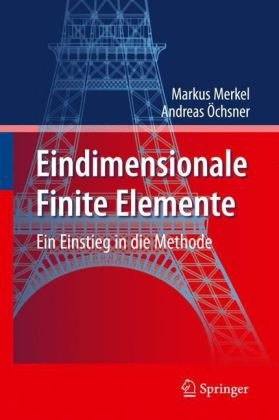 Markus Merkel
Andreas Öchsner
Eindimensionale
Finite Elemente
Ein Einstieg in die Methode
Springer